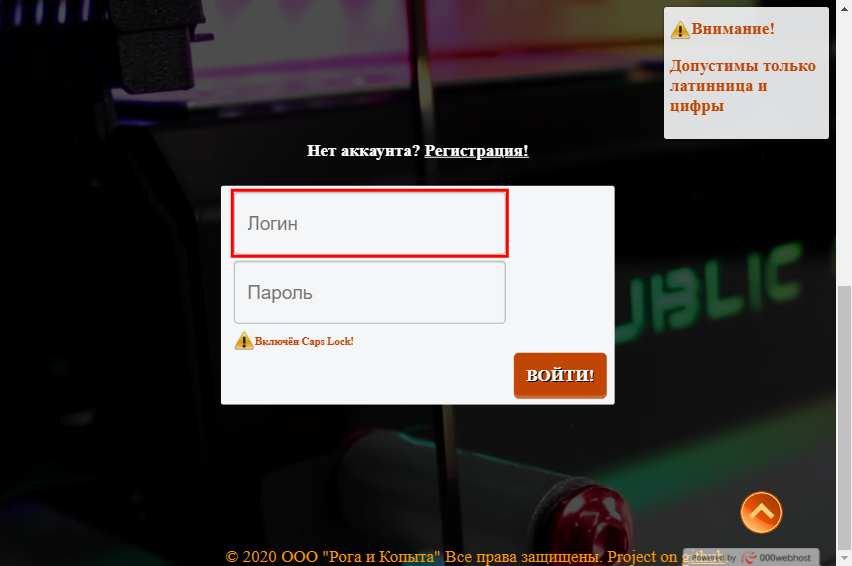 Внимание!
Допустимы только
латинница и
цифры
Нет аккаунта? Регистрация!
Логин
Пароль
Включён Caps Lock!
ВОЙТИ!
UBLIC
© 2020 ООО "Рога и Копыта" Все права защищены. Project on github
Powered by 000webhost